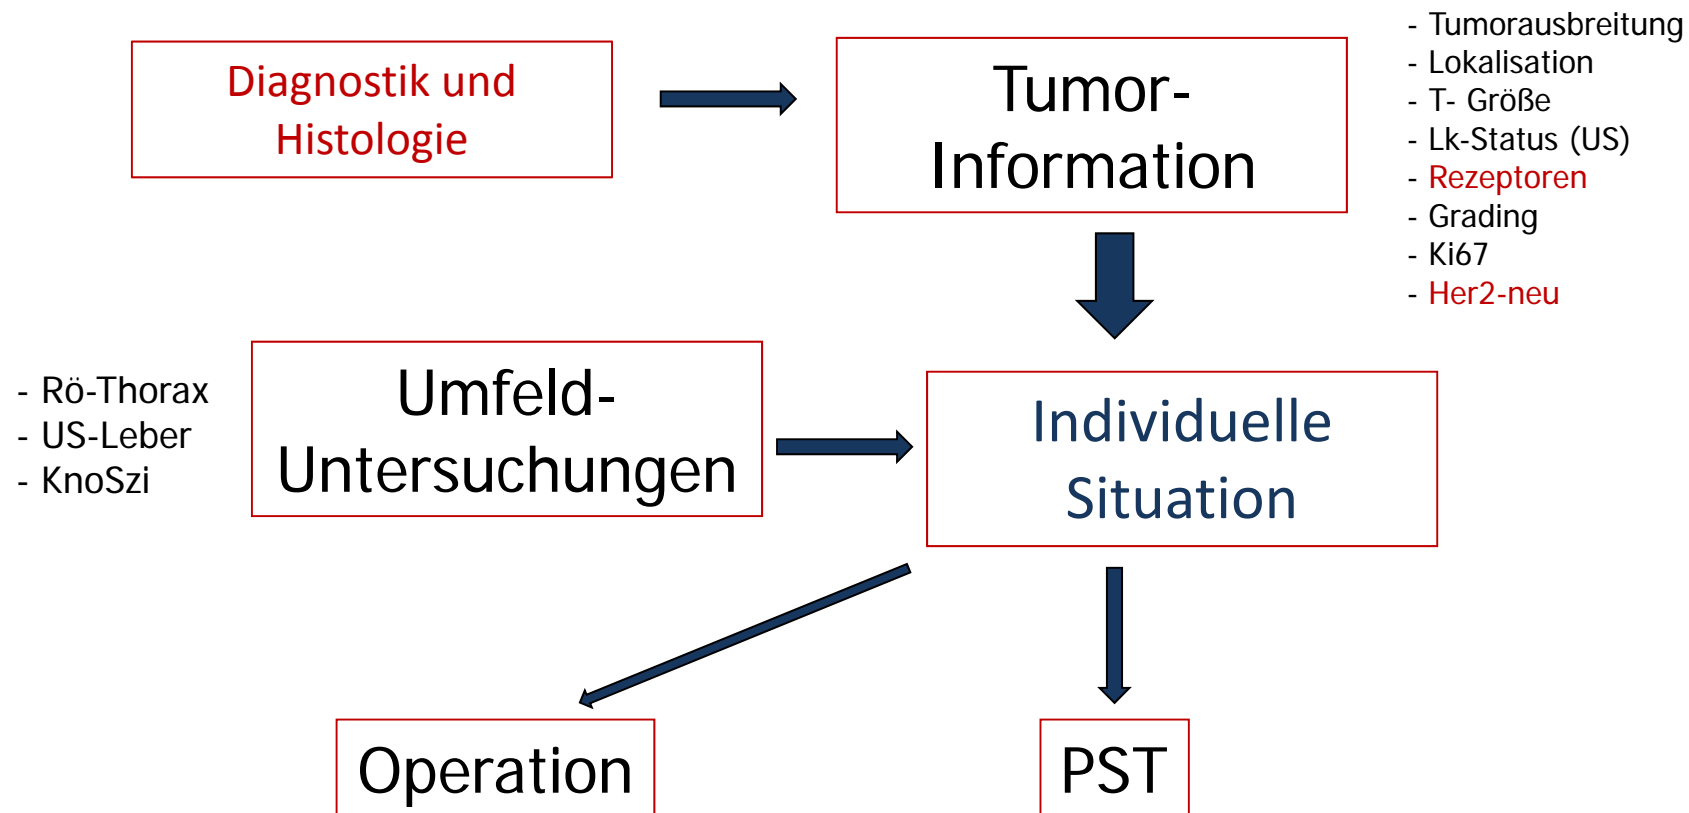 Diagnostik und
Histologie
Tumor-
Information
- Tumorausbreitung
- Lokalisation
- T- Größe
- Lk-Status (US)
- Rezeptoren
- Grading
- Ki67
- Her2-neu
- Rö-Thorax
- US-Leber
- KnoSzi
Umfeld-
Untersuchungen
Individuelle
Situation
Operation
PST